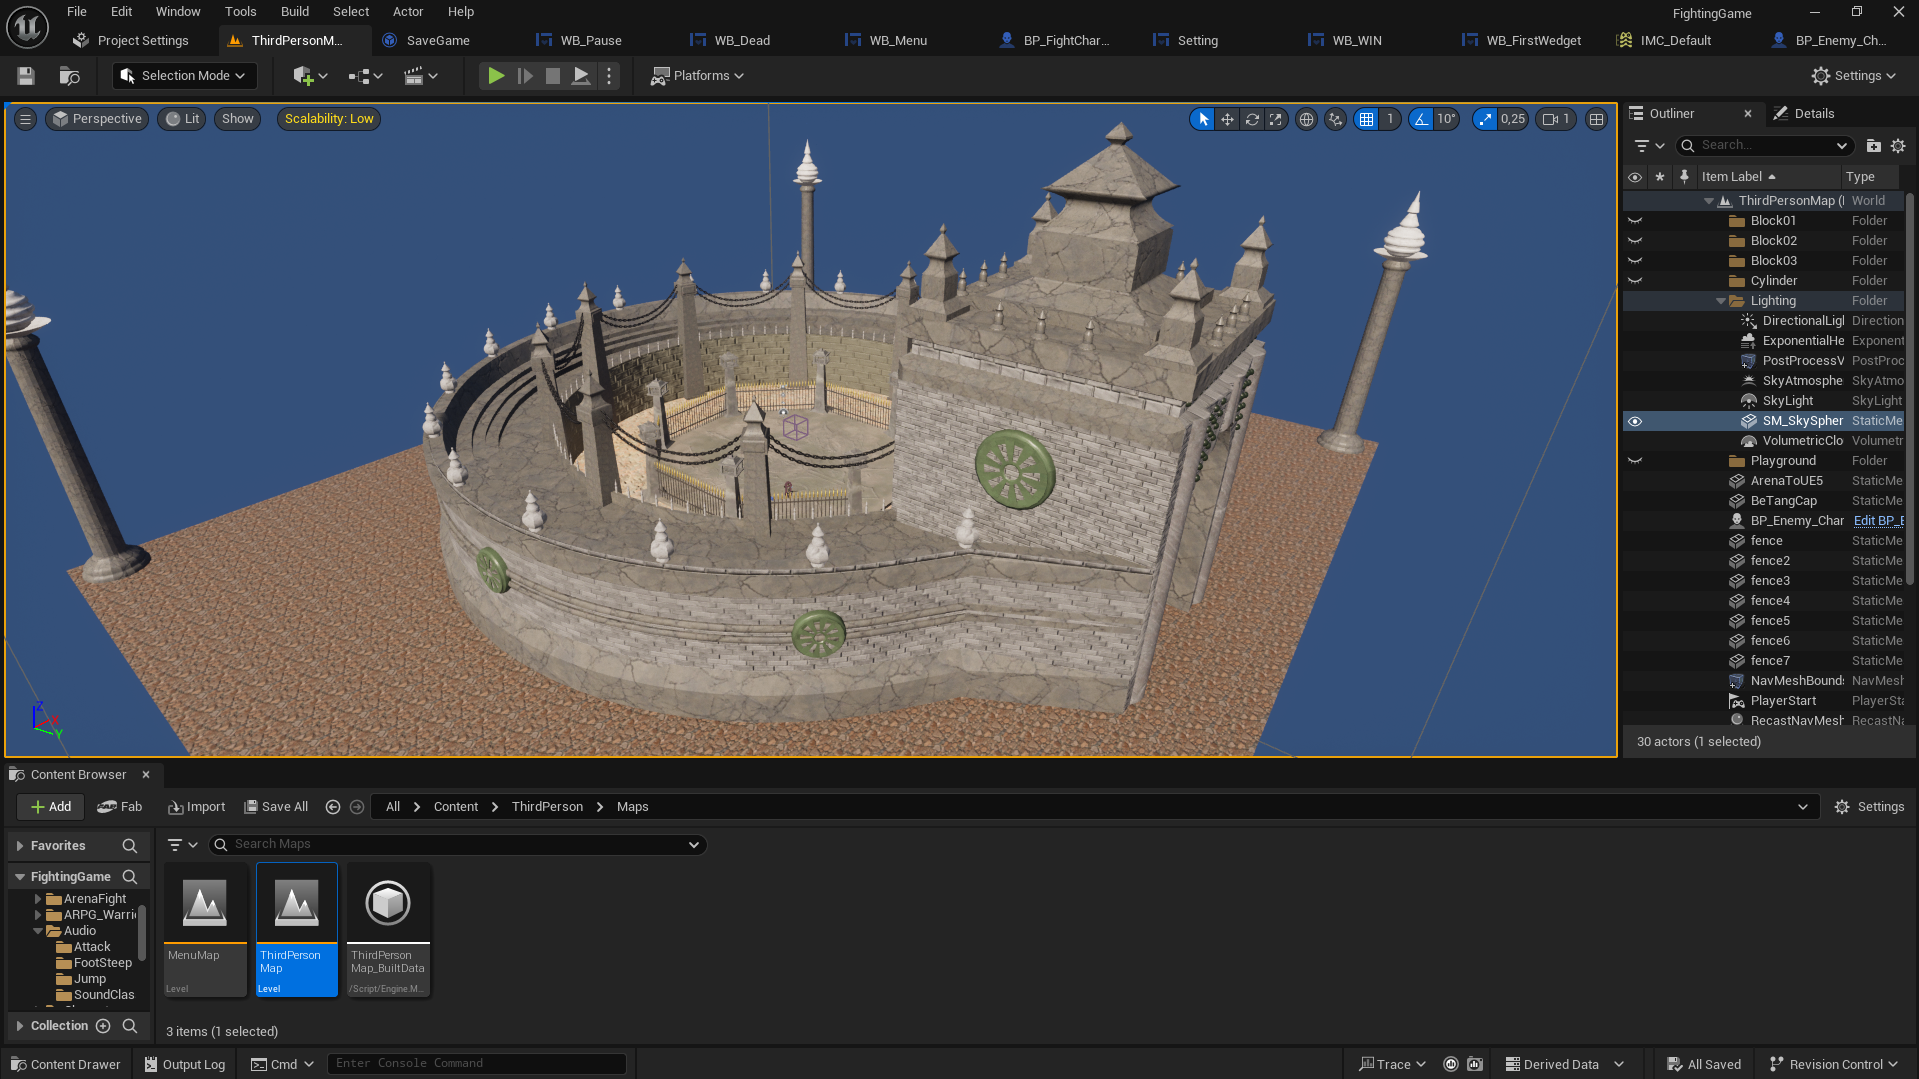 File Edit Window Tools Build Select Actor Help
FightingGame
Project Settings
ThirdPersonM...
SaveGame
WB_Pause
WB_Dead
WB_Menu
BP_FightChar...
Setting
WB_WIN
WB_FirstWedget
IMC_Default
BP_Enemy_Ch...
Selection Mode
Platforms
Settings
Perspective
Lit
Show
Scalability: Low
1
10°
0,25
1
Outliner
Details
Search...
Item Label
Type
ThirdPersonMap (
World
Block01
Folder
Block02
Folder
Block03
Folder
Cylinder
Folder
Lighting
Folder
DirectionalLigh
Direction
ExponentialHe
Exponent
PostProcessV
PostProc
SkyAtmosphe
SkyAtmo
SkyLight
SkyLight
SM_SkySpher
StaticMe
VolumetricClo
Volumetr
Playground
Folder
ArenaToUE5
StaticMe
BeTangCap
StaticMe
BP_Enemy_Char
Edit BP_E
fence
StaticMe
fence2
StaticMe
fence3
StaticMe
fence4
StaticMe
fence5
StaticMe
fence6
StaticMe
fence7
StaticMe
NavMeshBounds
NavMesh
PlayerStart
PlayerSta
RecastNavMesh
RecastNa
30 actors (1 selected)
Z
X
Y
Content Browser
Add
Fab
Import
Save All
All
Content
ThirdPerson
Maps
Settings
Favorites
Search Maps
FightingGame
ArenaFight
ARPG_Warri
Audio
Attack
FootSteep
Jump
SoundClas
Collection
MenuMap
Level
ThirdPerson
Map
Level
ThirdPerson
Map_BuiltData
/Script/Engine.M...
3 items (1 selected)
Content Drawer
Output Log
Cmd
Enter Console Command
Trace
Derived Data
All Saved
Revision Control